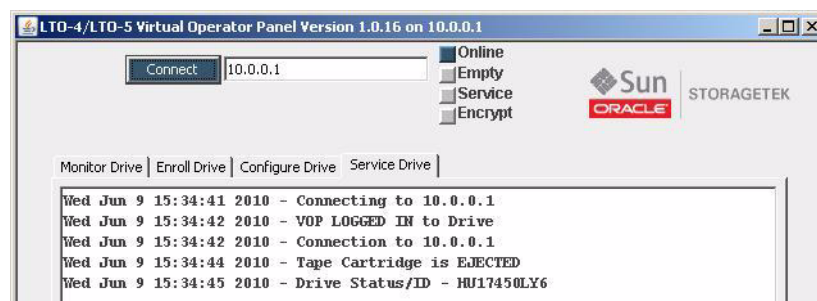 LTO-4/LTO-5 Virtual Operator Panel Version 1.0.16 on 10.0.0.1
Connect 10.0.0.1
Online
Empty
Service
Encrypt
Sun
ORACLE
STORAGETEK
Monitor Drive Enroll Drive Configure Drive Service Drive
Wed Jun 9 15:34:41 2010 - Connecting to 10.0.0.1
Wed Jun 9 15:34:42 2010 - VOP LOGGED IN to Drive
Wed Jun 9 15:34:42 2010 - Connection to 10.0.0.1
Wed Jun 9 15:34:44 2010 - Tape Cartridge is EJECTED
Wed Jun 9 15:34:45 2010 - Drive Status/ID - HU17450LY6